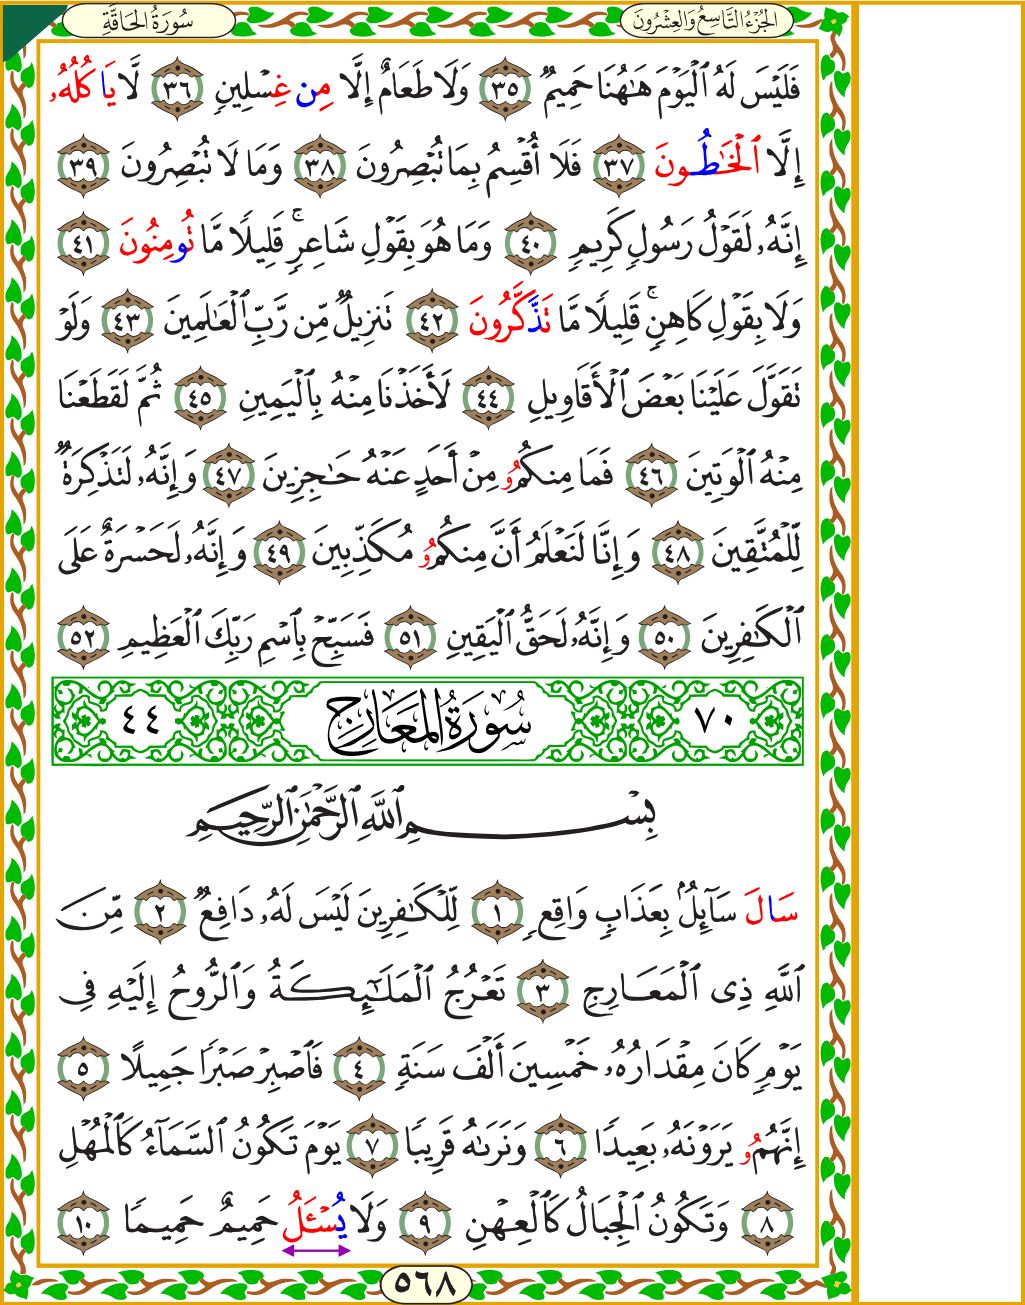 الجُزْءُ التَّاسِعُ وَالعِشْرُونَ
سُورَةُ الحَاقَّةِ
فَلَيْسَ لَهُ ٱلْيَوْمَ هَٰهُنَا حَمِيمٌ ٣٥ وَلَا طَعَامٌ إِلَّا مِن غِسْلِينٍ ٣٦ لَّا يَاكُلُهُۥ
إِلَّا ٱلْخَٰطُونَ ٣٧ فَلَا أُقْسِمُ بِمَا تُبْصِرُونَ ٣٨ وَمَا لَا تُبْصِرُونَ ٣٩
إِنَّهُۥ لَقَوْلُ رَسُولٍ كَرِيمٍ ٤٠ وَمَا هُوَ بِقَوْلِ شَاعِرٍۚ قَلِيلًا مَّا تُومِنُونَ ٤١
وَلَا بِقَوْلِ كَاهِنٍۚ قَلِيلًا مَّا تَذَّكَّرُونَ ٤٢ تَنزِيلٌ مِّن رَّبِّ ٱلْعَٰلَمِينَ ٤٣ وَلَوْ
تَقَوَّلَ عَلَيْنَا بَعْضَ ٱلْأَقَاوِيلِ ٤٤ لَأَخَذْنَا مِنْهُ بِٱلْيَمِينِ ٤٥ ثُمَّ لَقَطَعْنَا
مِنْهُ ٱلْوَتِينَ ٤٦ فَمَا مِنكُمُو مِنْ أَحَدٍ عَنْهُ حَٰجِزِينَ ٤٧ وَإِنَّهُۥ لَتَذْكِرَةٌ
لِّلْمُتَّقِينَ ٤٨ وَإِنَّا لَنَعْلَمُ أَنَّ مِنكُمُو مُكَذِّبِينَ ٤٩ وَإِنَّهُۥ لَحَسْرَةٌ عَلَى
ٱلْكَٰفِرِينَ ٥٠ وَإِنَّهُۥ لَحَقُّ ٱلْيَقِينِ ٥١ فَسَبِّحْ بِٱسْمِ رَبِّكَ ٱلْعَظِيمِ ٥٢
٧٠ سُورَةُ المَعَارِجِ ٤٤
بِسْمِ ٱللَّهِ ٱلرَّحْمَٰنِ ٱلرَّحِيمِ
سَالَ سَآئِلٌۢ بِعَذَابٍ وَاقِعٍ ١ لِّلْكَٰفِرِينَ لَيْسَ لَهُۥ دَافِعٌ ٢ مِّنَ
ٱللَّهِ ذِى ٱلْمَعَارِجِ ٣ تَعْرُجُ ٱلْمَلَٰٓئِكَةُ وَٱلرُّوحُ إِلَيْهِ فِى
يَوْمٍ كَانَ مِقْدَارُهُۥ خَمْسِينَ أَلْفَ سَنَةٍ ٤ فَٱصْبِرْ صَبْرًا جَمِيلًا ٥
إِنَّهُمُو يَرَوْنَهُۥ بَعِيدًا ٦ وَنَرَىٰهُ قَرِيبًا ٧ يَوْمَ تَكُونُ ٱلسَّمَآءُ كَٱلْمُهْلِ
٨ وَتَكُونُ ٱلْجِبَالُ كَٱلْعِهْنِ ٩ وَلَا يُسْـَٔلُ حَمِيمٌ حَمِيمًا ١٠
٥٦٨